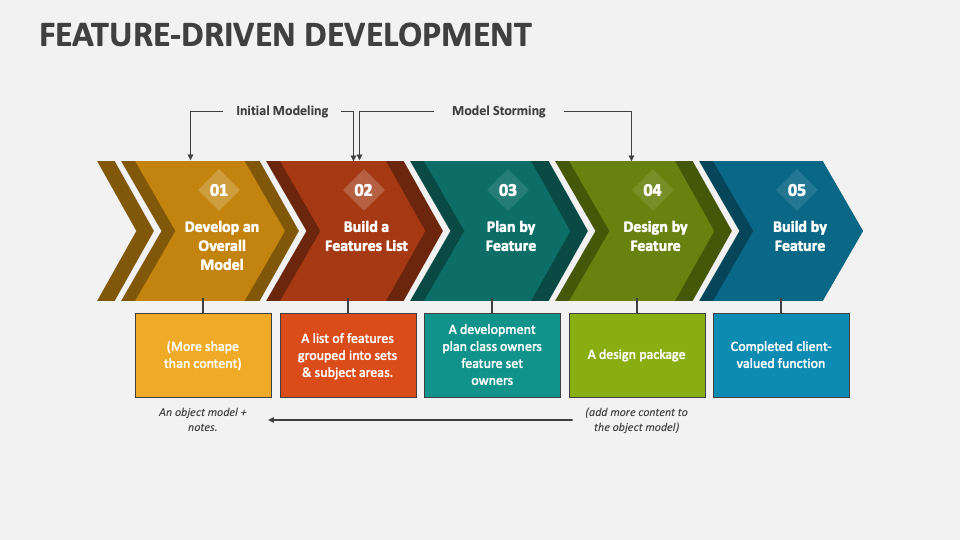 FEATURE-DRIVEN DEVELOPMENT
Initial Modeling
Model Storming
01
Develop an
Overall
Model
02
Build a
Features List
03
Plan by
Feature
04
Design by
Feature
05
Build by
Feature
(More shape
than content)
A list of features
grouped into sets
& subject areas.
A development
plan class owners
feature set
owners
A design package
Completed client-
valued function
An object model +
notes.
(add more content to
the object model)